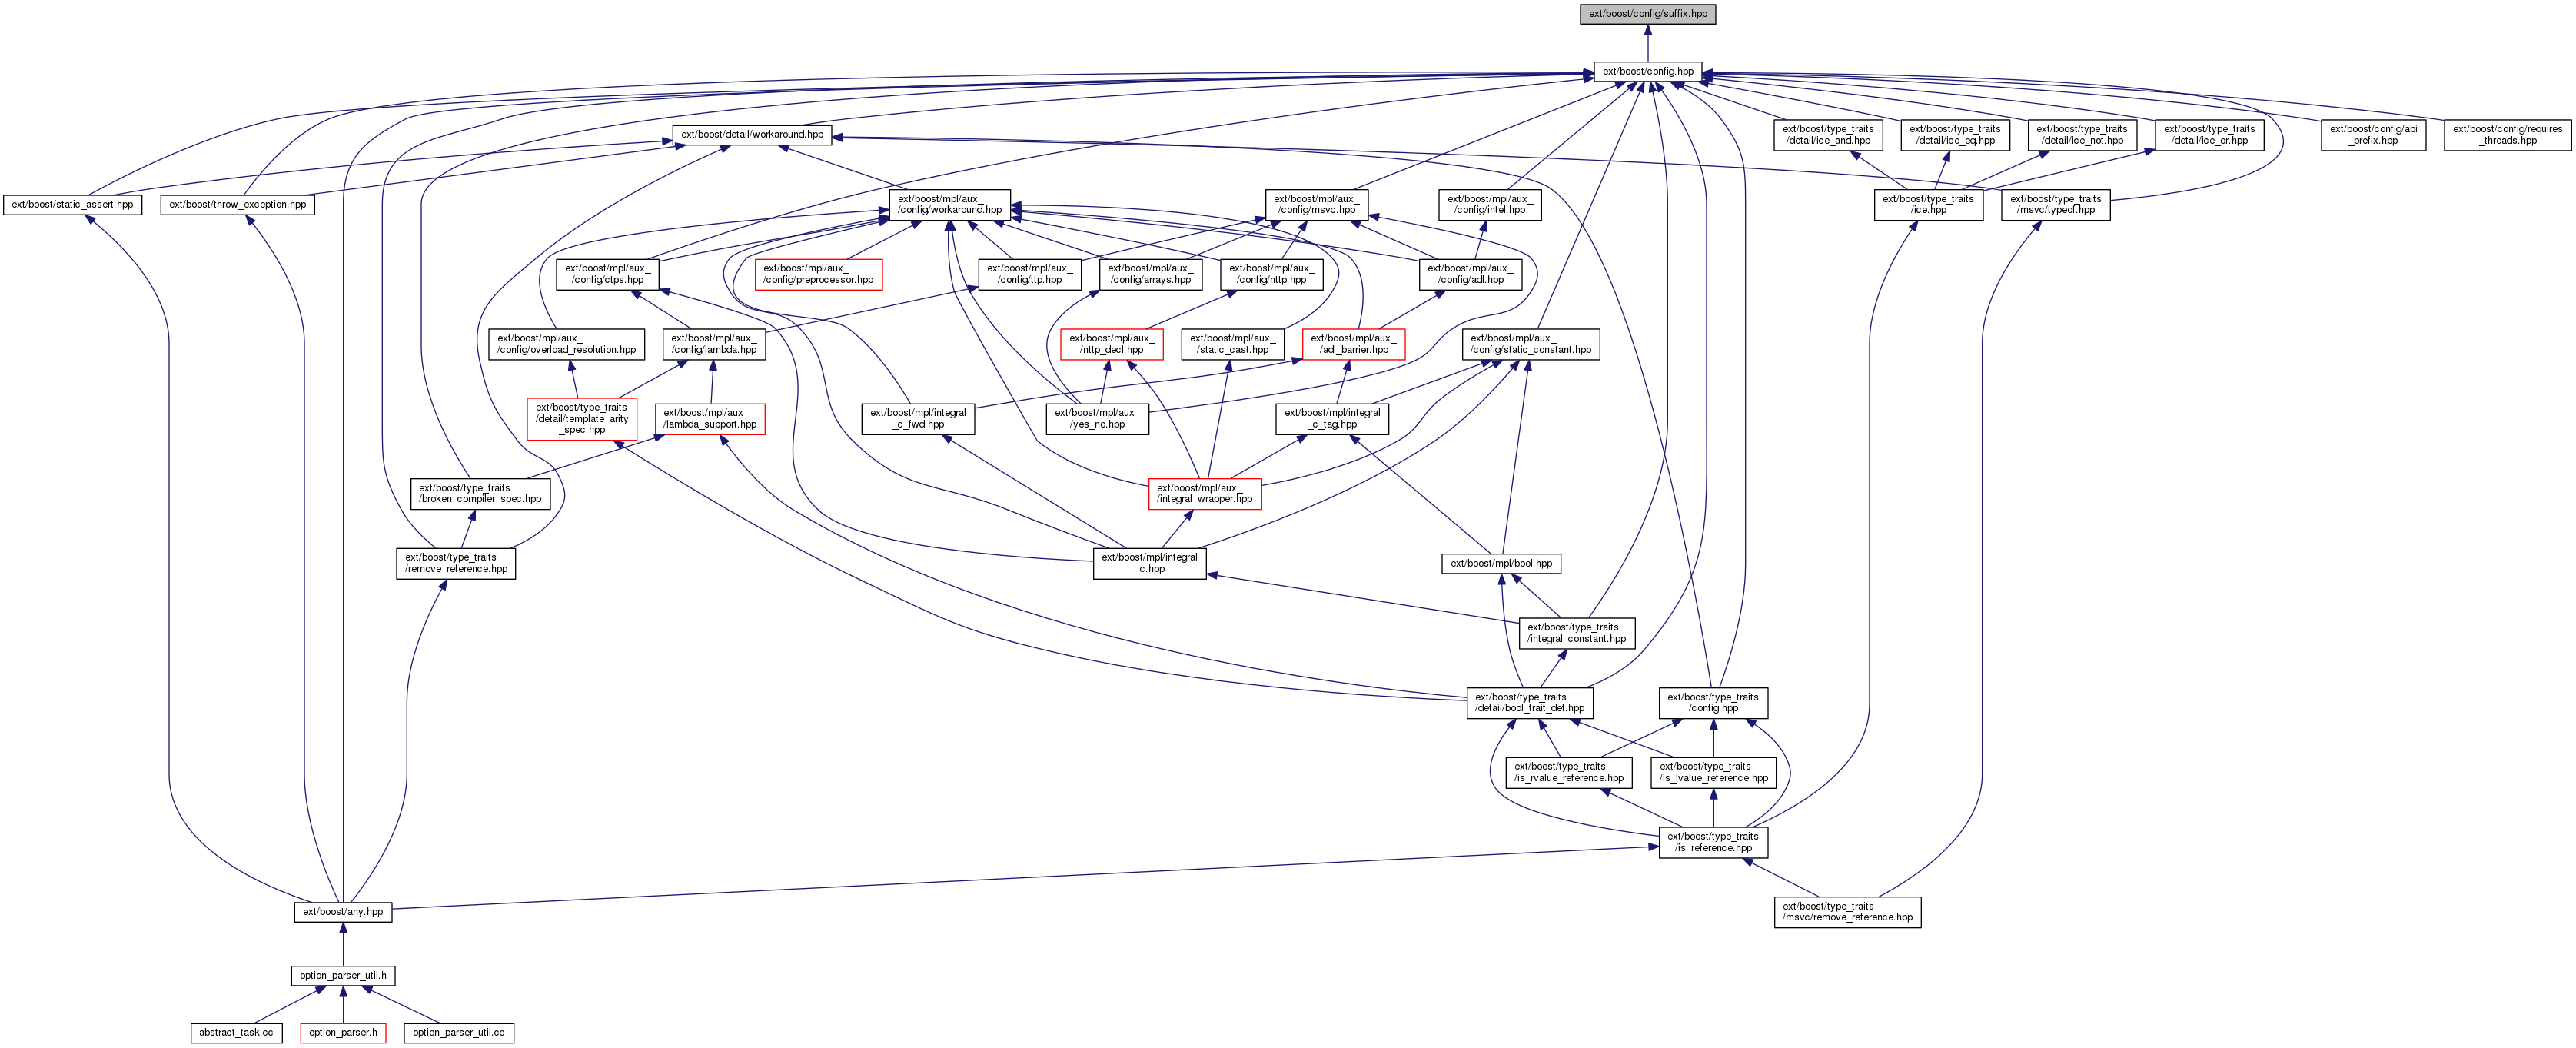 ext/boost/config/suffix.hpp
ext/boost/config.hpp
ext/boost/detail/workaround.hpp
ext/boost/type_traits
/detail/ice_and.hpp
ext/boost/type_traits
/detail/ice_eq.hpp
ext/boost/type_traits
/detail/ice_not.hpp
ext/boost/type_traits
/detail/ice_or.hpp
ext/boost/config/abi
_prefix.hpp
ext/boost/config/requires
_threads.hpp
ext/boost/static_assert.hpp
ext/boost/throw_exception.hpp
ext/boost/mpl/aux_
/config/workaround.hpp
ext/boost/mpl/aux_
/config/msvc.hpp
ext/boost/mpl/aux_
/config/intel.hpp
ext/boost/type_traits
/ice.hpp
ext/boost/type_traits
/msvc/typeof.hpp
ext/boost/mpl/aux_
/config/ctps.hpp
ext/boost/mpl/aux_
/config/preprocessor.hpp
ext/boost/mpl/aux_
/config/ttp.hpp
ext/boost/mpl/aux_
/config/arrays.hpp
ext/boost/mpl/aux_
/config/nttp.hpp
ext/boost/mpl/aux_
/config/adl.hpp
ext/boost/mpl/aux_
/config/overload_resolution.hpp
ext/boost/mpl/aux_
/config/lambda.hpp
ext/boost/mpl/aux_
/nttp_decl.hpp
ext/boost/mpl/aux_
/static_cast.hpp
ext/boost/mpl/aux_
/adl_barrier.hpp
ext/boost/mpl/aux_
/config/static_constant.hpp
ext/boost/type_traits
/detail/template_arity
_spec.hpp
ext/boost/mpl/aux_
/lambda_support.hpp
ext/boost/mpl/integral
_c_fwd.hpp
ext/boost/mpl/aux_
/yes_no.hpp
ext/boost/mpl/integral
_c_tag.hpp
ext/boost/type_traits
/broken_compiler_spec.hpp
ext/boost/mpl/aux_
/integral_wrapper.hpp
ext/boost/type_traits
/remove_reference.hpp
ext/boost/mpl/integral
_c.hpp
ext/boost/mpl/bool.hpp
ext/boost/type_traits
/integral_constant.hpp
ext/boost/type_traits
/detail/bool_trait_def.hpp
ext/boost/type_traits
/config.hpp
ext/boost/type_traits
/is_rvalue_reference.hpp
ext/boost/type_traits
/is_lvalue_reference.hpp
ext/boost/type_traits
/is_reference.hpp
ext/boost/any.hpp
ext/boost/type_traits
/msvc/remove_reference.hpp
option_parser_util.h
abstract_task.cc
option_parser.h
option_parser_util.cc